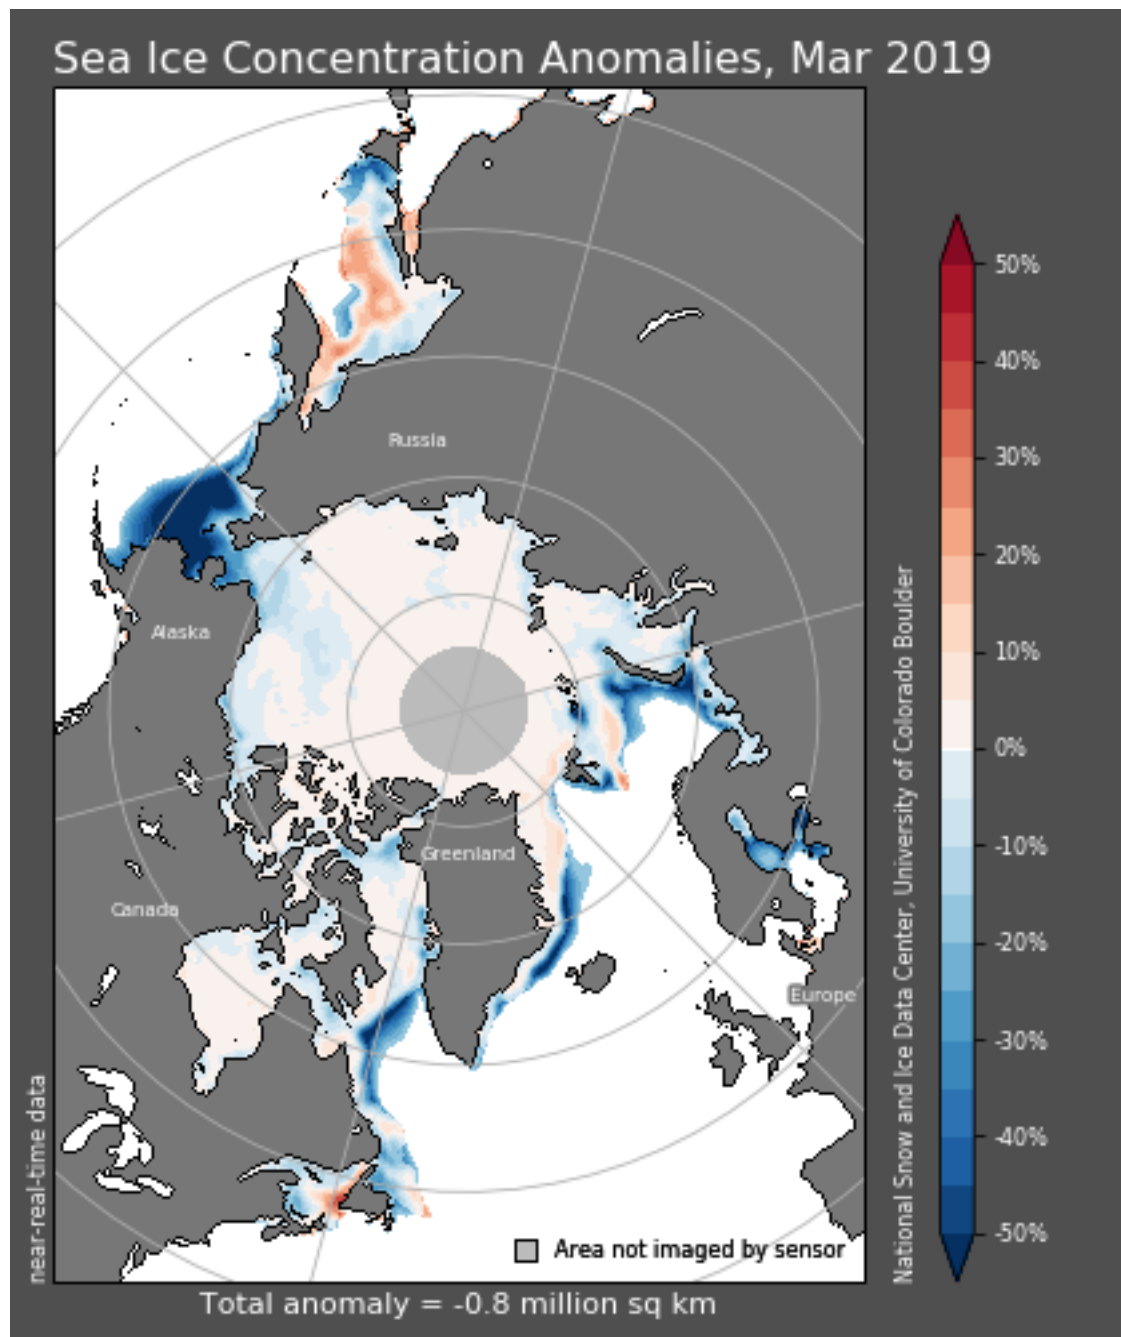 Sea Ice Concentration Anomalies, Mar 2019
Russia
Alaska
Greenland
Canada
Europe
Area not imaged by sensor
50%
40%
30%
20%
10%
0%
-10%
-20%
-30%
-40%
-50%
near-real-time data
National Snow and Ice Data Center, University of Colorado Boulder
Total anomaly = -0.8 million sq km